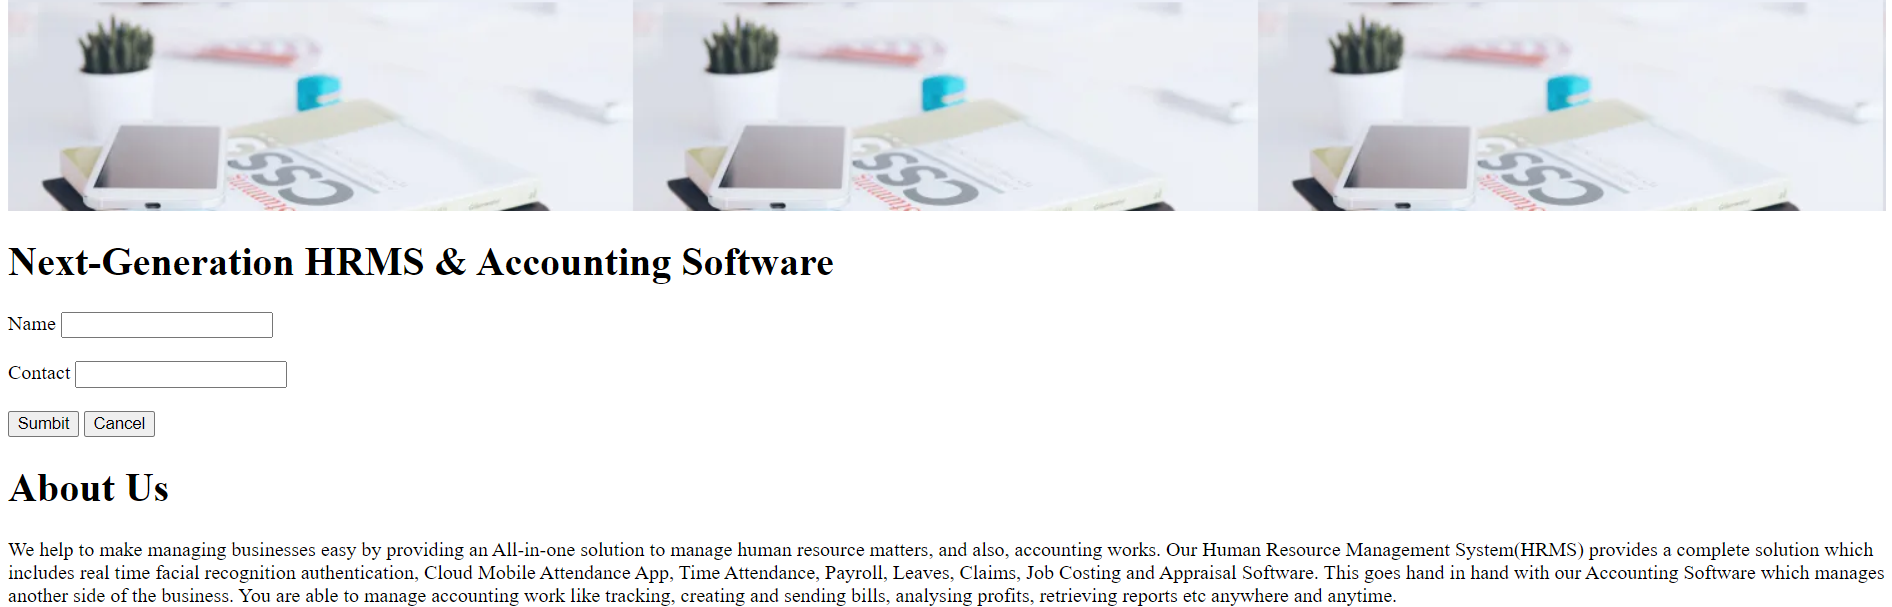 CSS CSS CSS
Next-Generation HRMS & Accounting Software
Name
Contact
Sumbit Cancel
About Us
We help to make managing businesses easy by providing an All-in-one solution to manage human resource matters, and also, accounting works. Our Human Resource Management System(HRMS) provides a complete solution which
includes real time facial recognition authentication, Cloud Mobile Attendance App, Time Attendance, Payroll, Leaves, Claims, Job Costing and Appraisal Software. This goes hand in hand with our Accounting Software which manages
another side of the business. You are able to manage accounting work like tracking, creating and sending bills, analysing profits, retrieving reports etc anywhere and anytime.